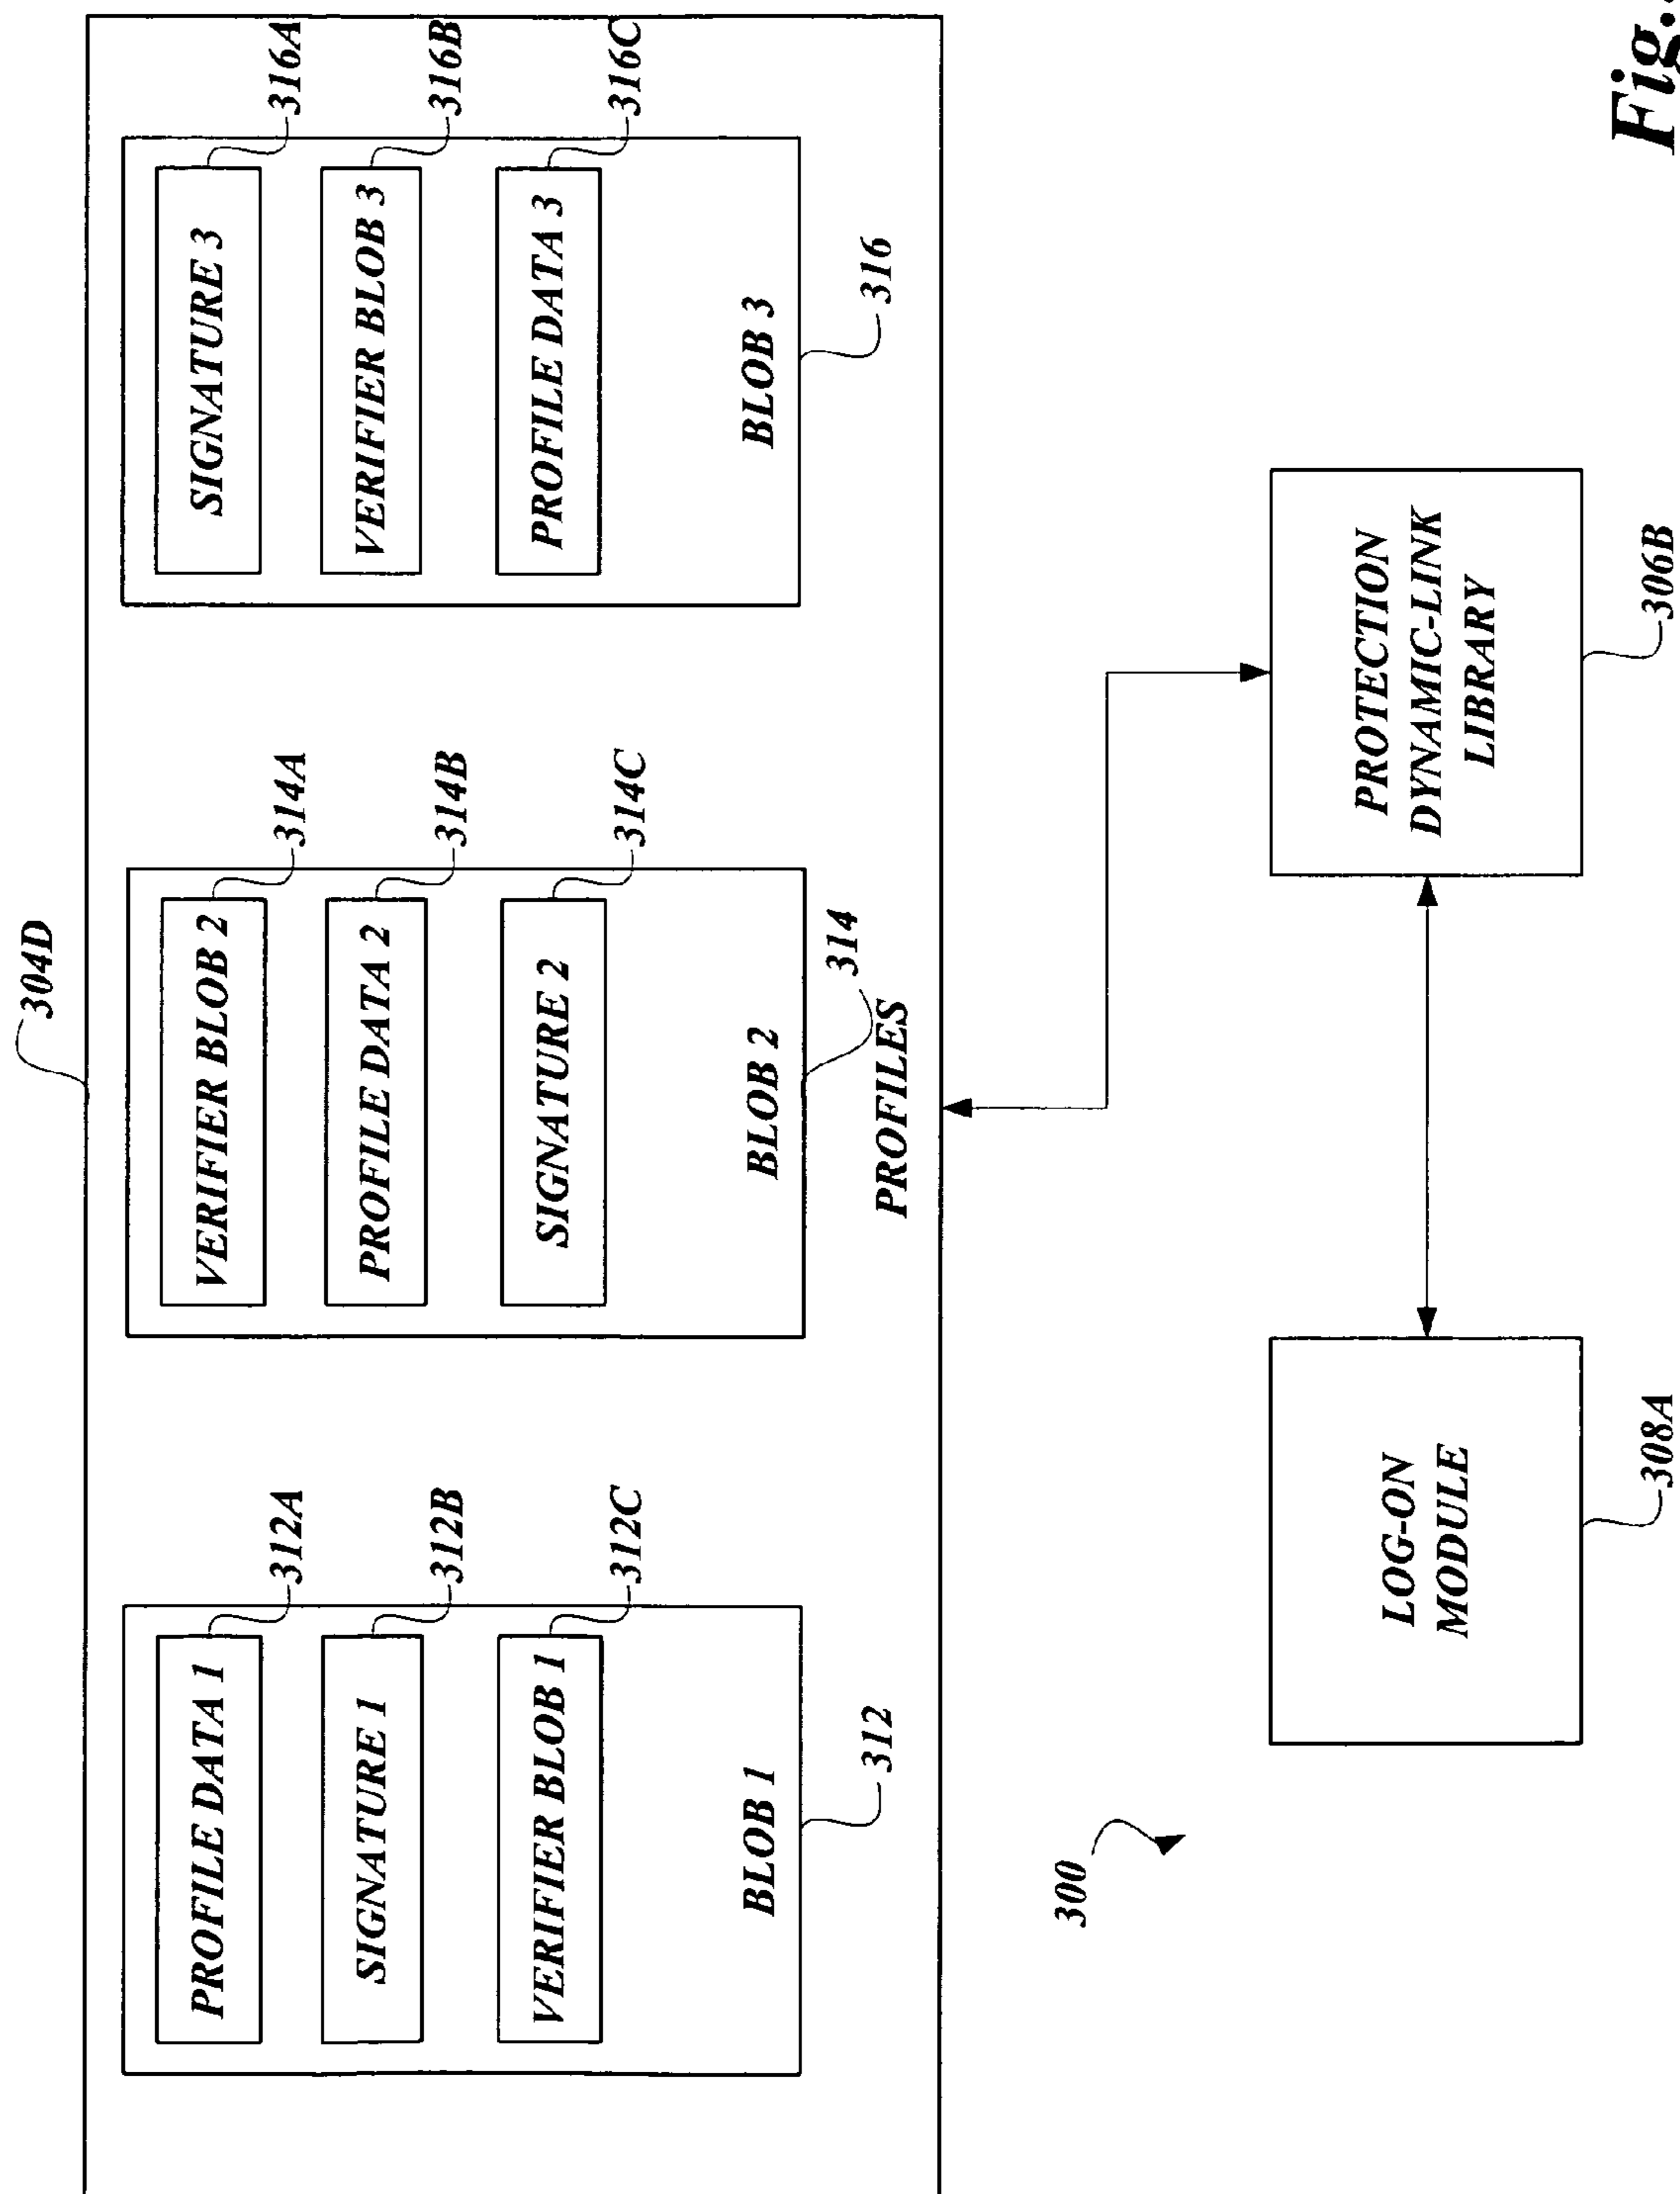 304D
PROFILE DATA 1
312A
SIGNATURE 1
312B
VERIFIER BLOB 1
312C
BLOB 1
312
VERIFIER BLOB 2
314A
PROFILE DATA 2
314B
SIGNATURE 2
314C
BLOB 2
314
SIGNATURE 3
316A
VERIFIER BLOB 3
316B
PROFILE DATA 3
316C
BLOB 3
316
PROFILES
300
LOG-ON
MODULE
308A
PROTECTION
DYNAMIC-LINK
LIBRARY
306B
Fig.